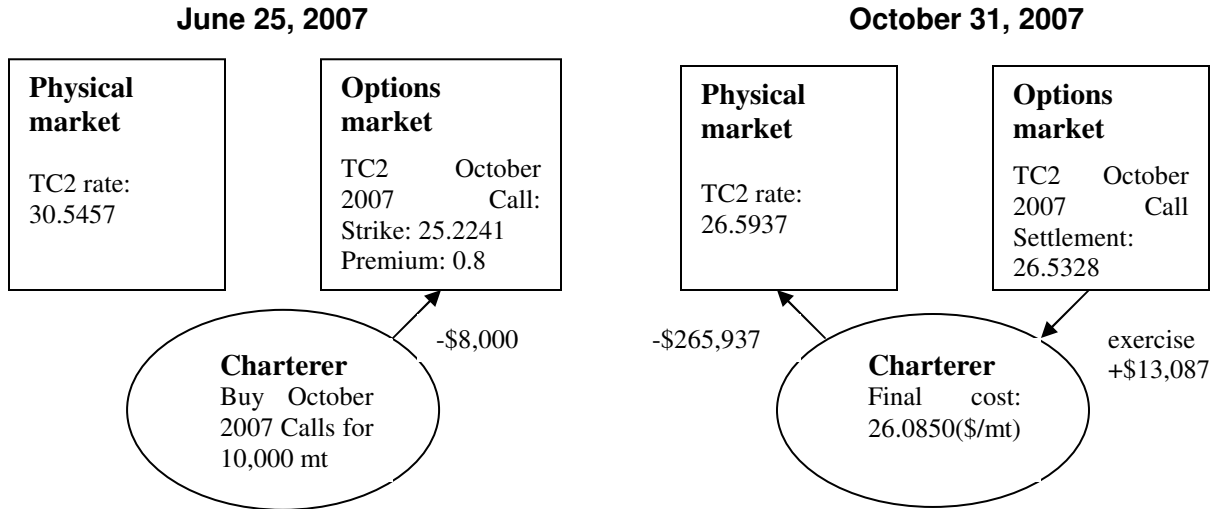 June 25, 2007
Physical
market
TC2 rate:
30.5457
Options
market
TC2 October
2007 Call:
Strike: 25.2241
Premium: 0.8
-$8,000
Charterer
Buy October
2007 Calls for
10,000 mt
October 31, 2007
Physical
market
TC2 rate:
26.5937
Options
market
TC2 October
2007 Call
Settlement:
26.5328
-$265,937
exercise
+$13,087
Charterer
Final cost:
26.0850($/mt)